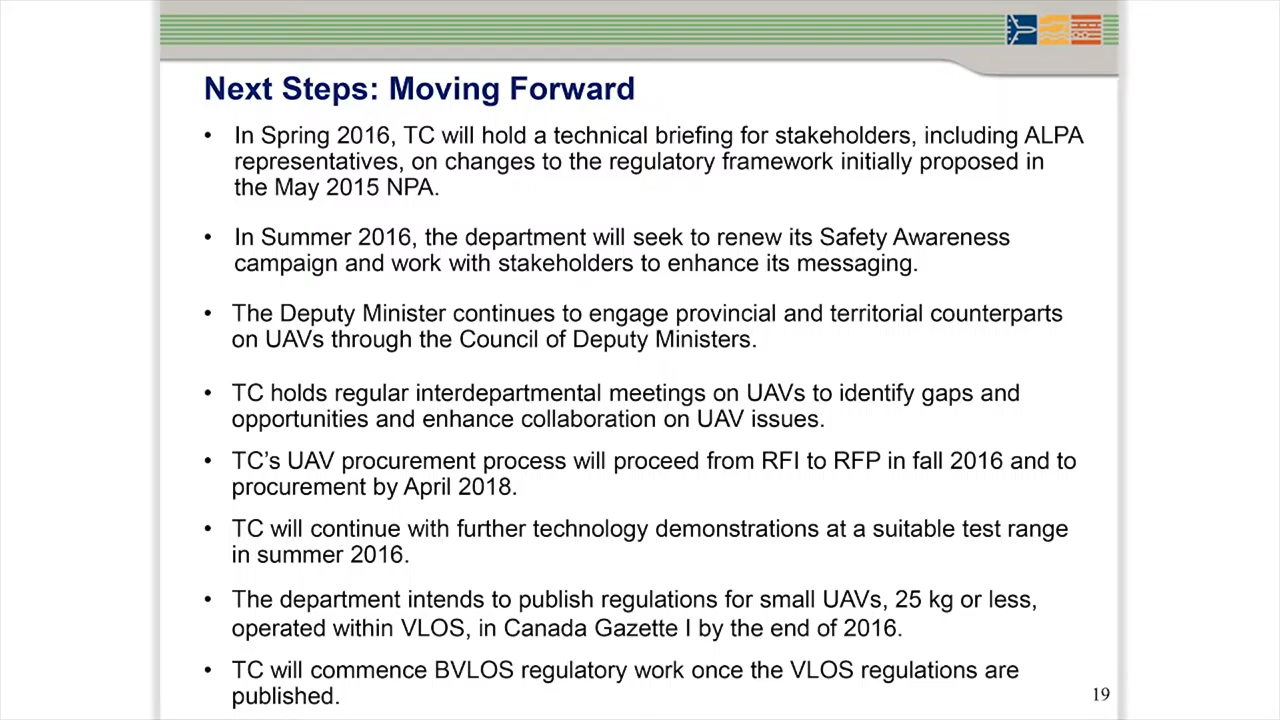 Next Steps: Moving Forward
• In Spring 2016, TC will hold a technical briefing for stakeholders, including ALPA
representatives, on changes to the regulatory framework initially proposed in
the May 2015 NPA.
• In Summer 2016, the department will seek to renew its Safety Awareness
campaign and work with stakeholders to enhance its messaging.
• The Deputy Minister continues to engage provincial and territorial counterparts
on UAVs through the Council of Deputy Ministers.
• TC holds regular interdepartmental meetings on UAVs to identify gaps and
opportunities and enhance collaboration on UAV issues.
• TC’s UAV procurement process will proceed from RFI to RFP in fall 2016 and to
procurement by April 2018.
• TC will continue with further technology demonstrations at a suitable test range
in summer 2016.
• The department intends to publish regulations for small UAVs, 25 kg or less,
operated within VLOS, in Canada Gazette I by the end of 2016.
• TC will commence BVLOS regulatory work once the VLOS regulations are
published.
19